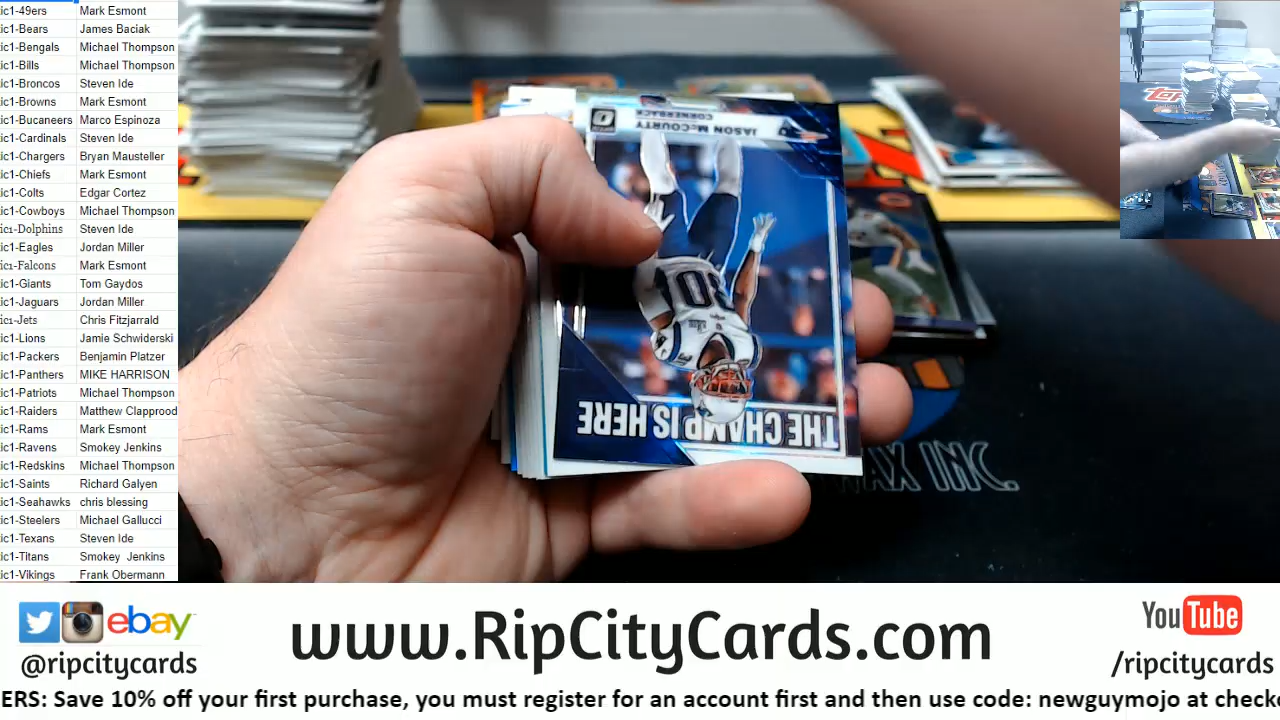 ic1-49ers Mark Esmont
ic1-Bears James Baciak
ic1-Bengals Michael Thompson
ic1-Bills Michael Thompson
ic1-Broncos Steven Ide
ic1-Browns Mark Esmont
ic1-Bucaneers Marco Espinoza
ic1-Cardinals Steven Ide
ic1-Chargers Bryan Mausteller
ic1-Chiefs Mark Esmont
ic1-Colts Edgar Cortez
ic1-Cowboys Michael Thompson
ic1-Dolphins Steven Ide
ic1-Eagles Jordan Miller
ic1-Falcons Mark Esmont
ic1-Giants Tom Gaydos
ic1-Jaguars Jordan Miller
ic1-Jets Chris Fitzjarrald
ic1-Lions Jamie Schwiderski
ic1-Packers Benjamin Platzer
ic1-Panthers MIKE HARRISON
ic1-Patriots Michael Thompson
ic1-Raiders Matthew Clapprood
ic1-Rams Mark Esmont
ic1-Ravens Smokey Jenkins
ic1-Redskins Michael Thompson
ic1-Saints Richard Galyen
ic1-Seahawks chris blessing
ic1-Steelers Michael Gallucci
ic1-Texans Steven Ide
ic1-Titans Smokey Jenkins
ic1-Vikings Frank Obermann
JASON McCOURTY
CORNERBACK
THE CHAMP IS HERE
AX INC.
Topps
ebay
@ripcitycards
www.RipCityCards.com
YouTube
/ripcitycards
ERS: Save 10% off your first purchase, you must register for an account first and then use code: newguymojo at check